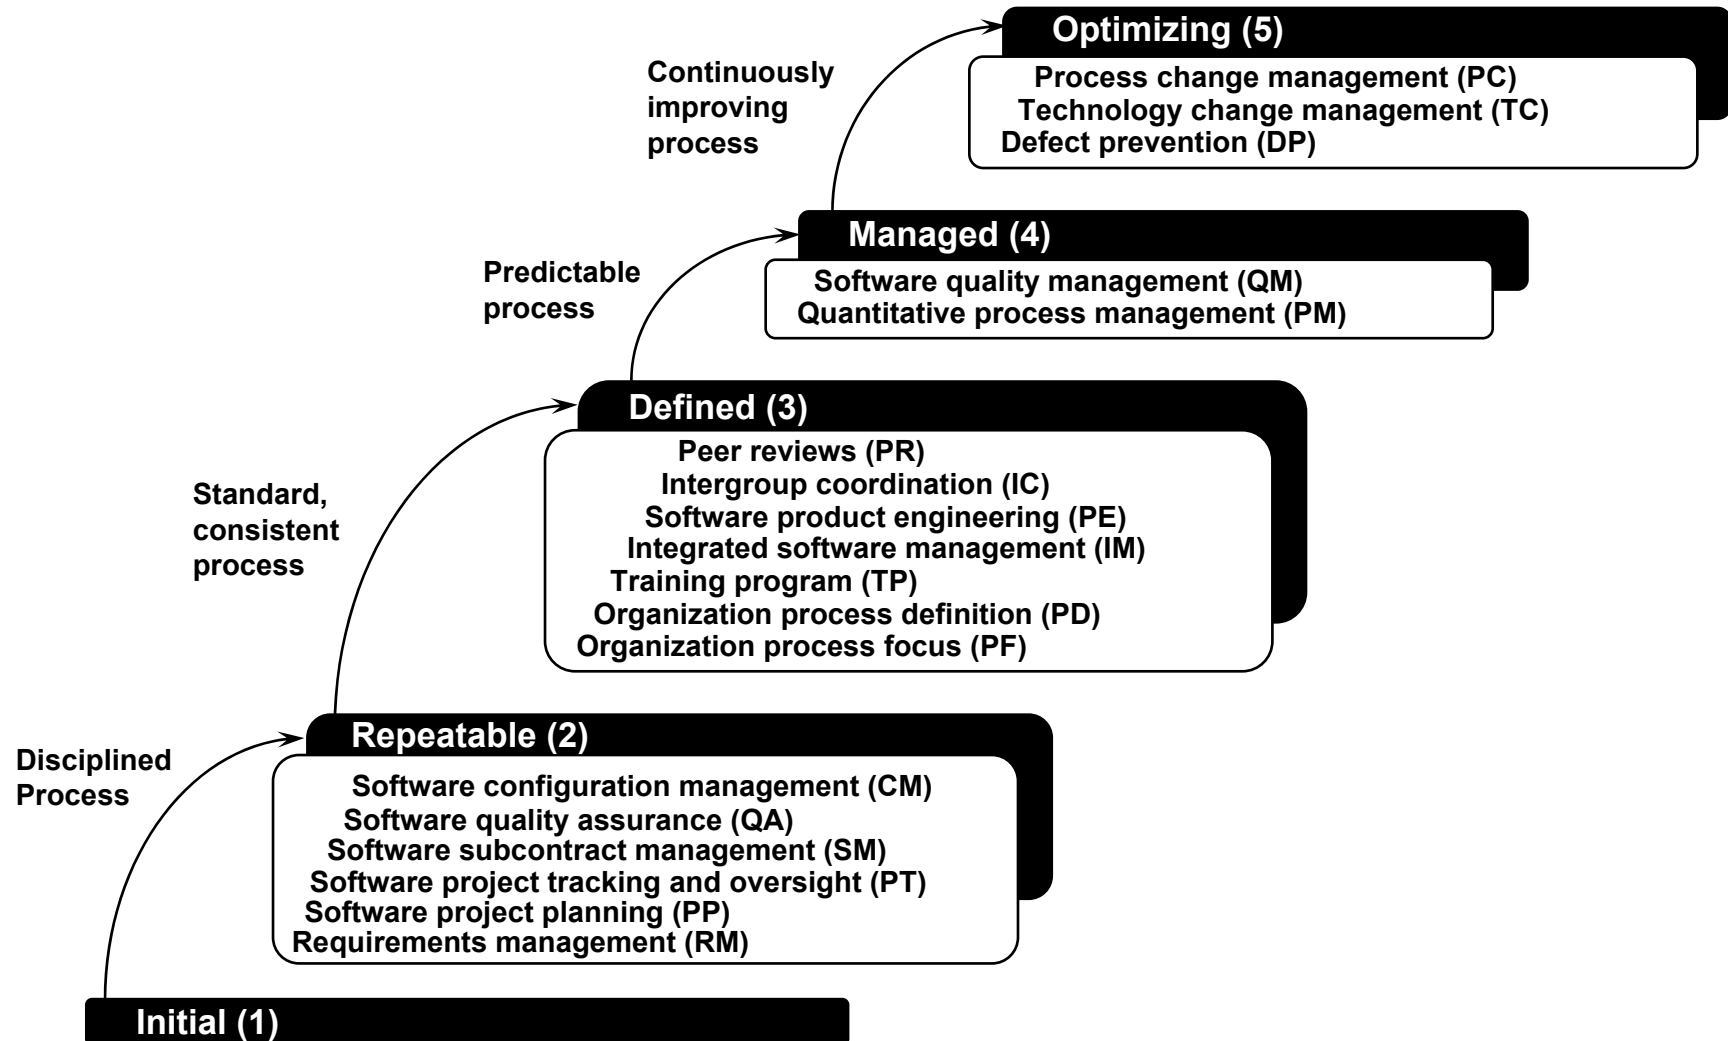 Optimizing (5)
Process change management (PC)
Technology change management (TC)
Defect prevention (DP)
Continuously
improving
process
Managed (4)
Software quality management (QM)
Quantitative process management (PM)
Predictable
process
Defined (3)
Peer reviews (PR)
Intergroup coordination (IC)
Software product engineering (PE)
Integrated software management (IM)
Training program (TP)
Organization process definition (PD)
Organization process focus (PF)
Standard,
consistent
process
Repeatable (2)
Software configuration management (CM)
Software quality assurance (QA)
Software subcontract management (SM)
Software project tracking and oversight (PT)
Software project planning (PP)
Requirements management (RM)
Disciplined
Process
Initial (1)